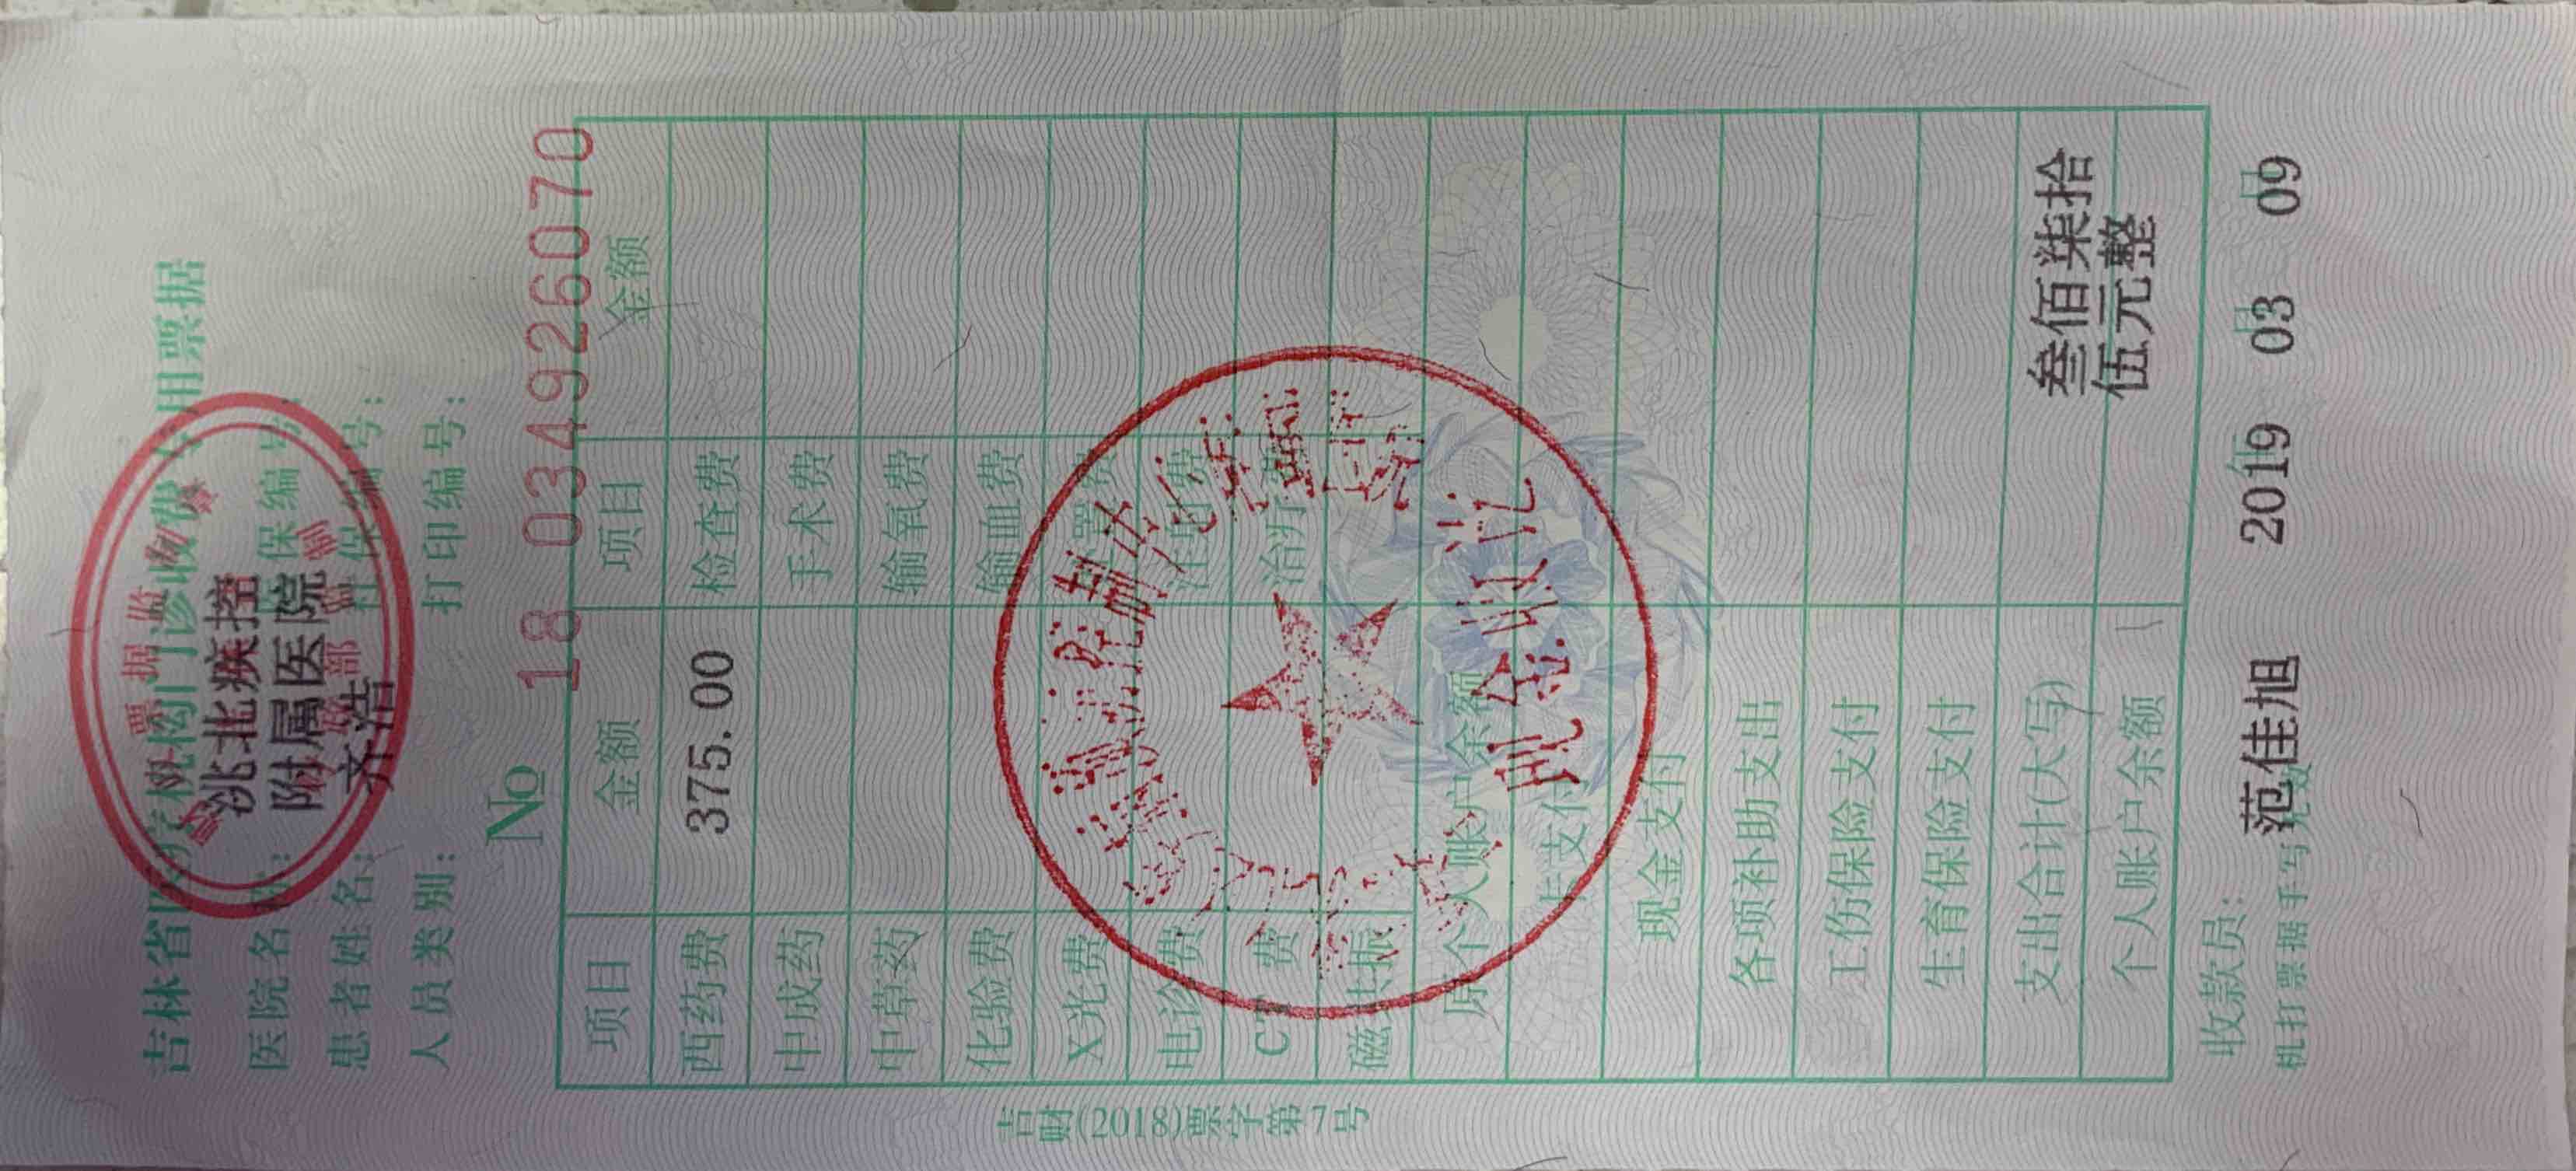 吉林省医疗机构门诊收费专用票据
财政票据监制章
财政部监制
医院名称: 洮北疾控附属医院 医保编号:
患者姓名: 齐浩 社保编号:
人员类别: 打印编号:
No 18 034926070
项目 金额 项目 金额
西药费 375.00 检查费
中成药 手术费
中草药 输氧费
化验费 输血费
X光费 处置费
电诊费 注射费
CT 费 治疗费
磁共振
原个人账户余额
卡支付
现金支付
各项补助支出
工伤保险支付
生育保险支付
支出合计(大写) 叁佰柒拾伍元整
个人账户余额
收款员: 范佳旭 2019 年 03 月 09 日
机打票据手写无效
吉财(2018)票字第7号
现金收讫